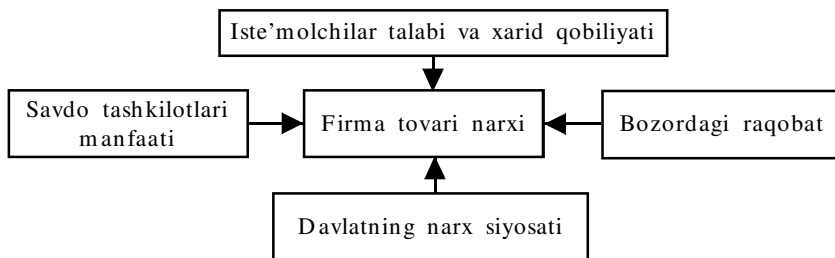 Iste’molchilar talabi va xarid qobiliyati
Savdo tashkilotlari
manfaati
Firma tovari narxi
Bozordagi raqobat
Davlatning narx siyosati